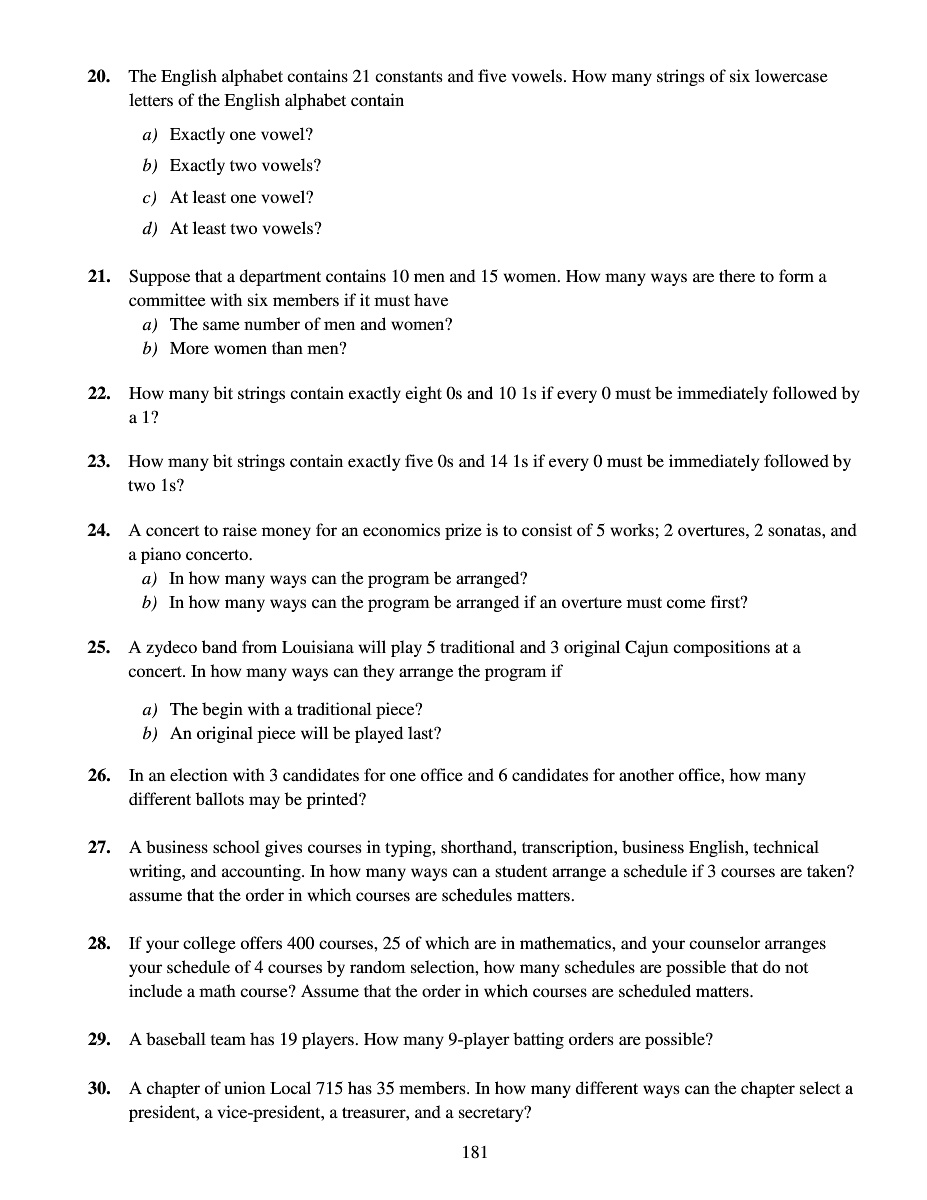 20. The English alphabet contains 21 constants and five vowels. How many strings of six lowercase
letters of the English alphabet contain
a) Exactly one vowel?
b) Exactly two vowels?
c) At least one vowel?
d) At least two vowels?
21. Suppose that a department contains 10 men and 15 women. How many ways are there to form a
committee with six members if it must have
a) The same number of men and women?
b) More women than men?
22. How many bit strings contain exactly eight 0s and 10 1s if every 0 must be immediately followed by
a 1?
23. How many bit strings contain exactly five 0s and 14 1s if every 0 must be immediately followed by
two 1s?
24. A concert to raise money for an economics prize is to consist of 5 works; 2 overtures, 2 sonatas, and
a piano concerto.
a) In how many ways can the program be arranged?
b) In how many ways can the program be arranged if an overture must come first?
25. A zydeco band from Louisiana will play 5 traditional and 3 original Cajun compositions at a
concert. In how many ways can they arrange the program if
a) The begin with a traditional piece?
b) An original piece will be played last?
26. In an election with 3 candidates for one office and 6 candidates for another office, how many
different ballots may be printed?
27. A business school gives courses in typing, shorthand, transcription, business English, technical
writing, and accounting. In how many ways can a student arrange a schedule if 3 courses are taken?
assume that the order in which courses are schedules matters.
28. If your college offers 400 courses, 25 of which are in mathematics, and your counselor arranges
your schedule of 4 courses by random selection, how many schedules are possible that do not
include a math course? Assume that the order in which courses are scheduled matters.
29. A baseball team has 19 players. How many 9-player batting orders are possible?
30. A chapter of union Local 715 has 35 members. In how many different ways can the chapter select a
president, a vice-president, a treasurer, and a secretary?
181